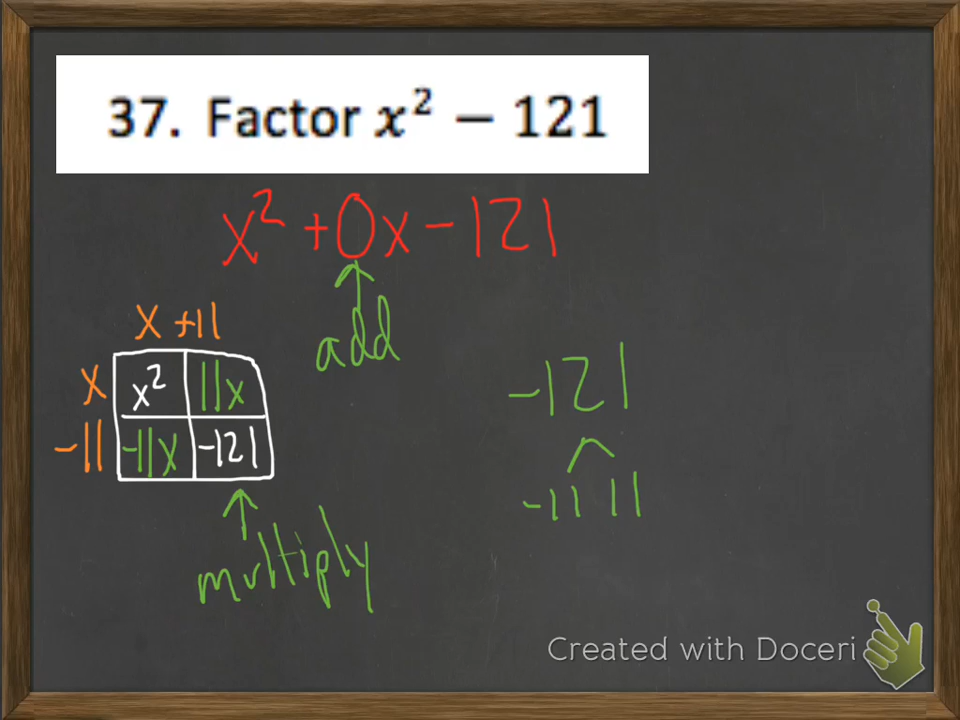 37. Factor x² − 121
x² +0x −121
add
x +11
x x² 11x
−11 −11x −121
multiply
−121
−11 11
Created with Doceri